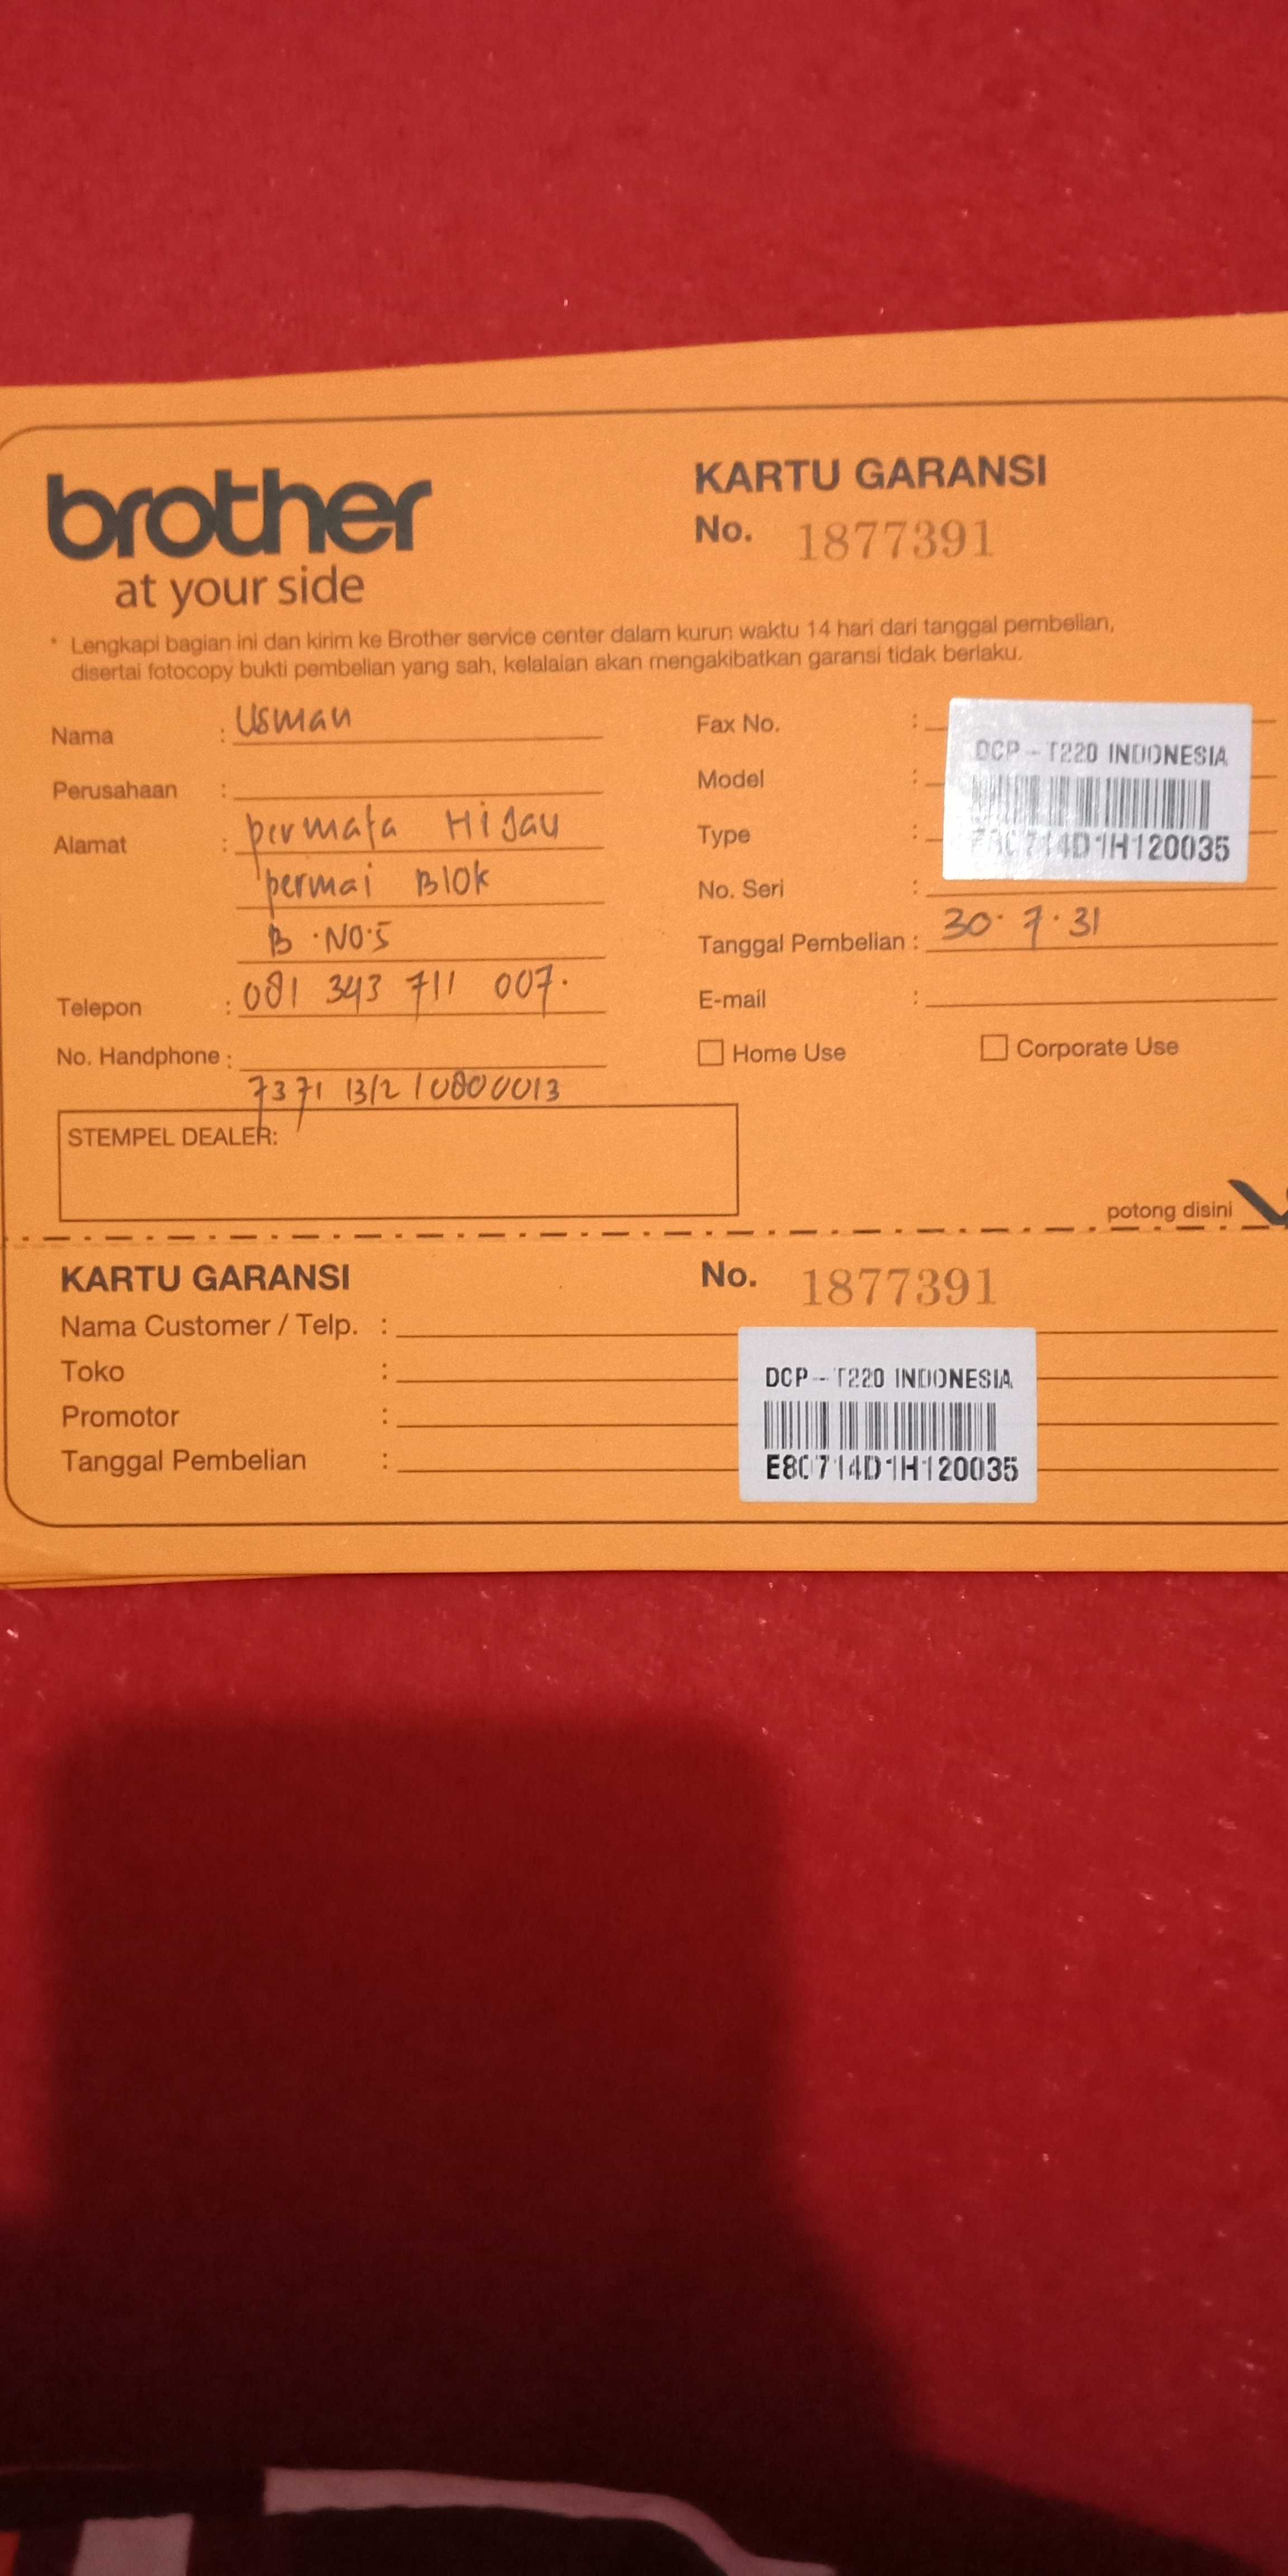 brother
at your side
KARTU GARANSI
No. 1877391
* Lengkapi bagian ini dan kirim ke Brother service center dalam kurun waktu 14 hari dari tanggal pembelian,
disertai fotocopy bukti pembelian yang sah, kelalaian akan mengakibatkan garansi tidak berlaku.
Nama : Usman
Perusahaan :
Alamat : permata Hijau
permai Blok
B .NO.5
Telepon : 081 343 711 007.
No. Handphone :
7371 13/2 10800013
STEMPEL DEALER:
Fax No. :
Model :
Type :
No. Seri :
DCP - T220 INDONESIA
E80714D1H120035
Tanggal Pembelian : 30. 7. 31
E-mail :
Home Use
Corporate Use
potong disini
KARTU GARANSI
No. 1877391
Nama Customer / Telp. :
Toko :
Promotor :
Tanggal Pembelian :
DCP - T220 INDONESIA
E80714D1H120035